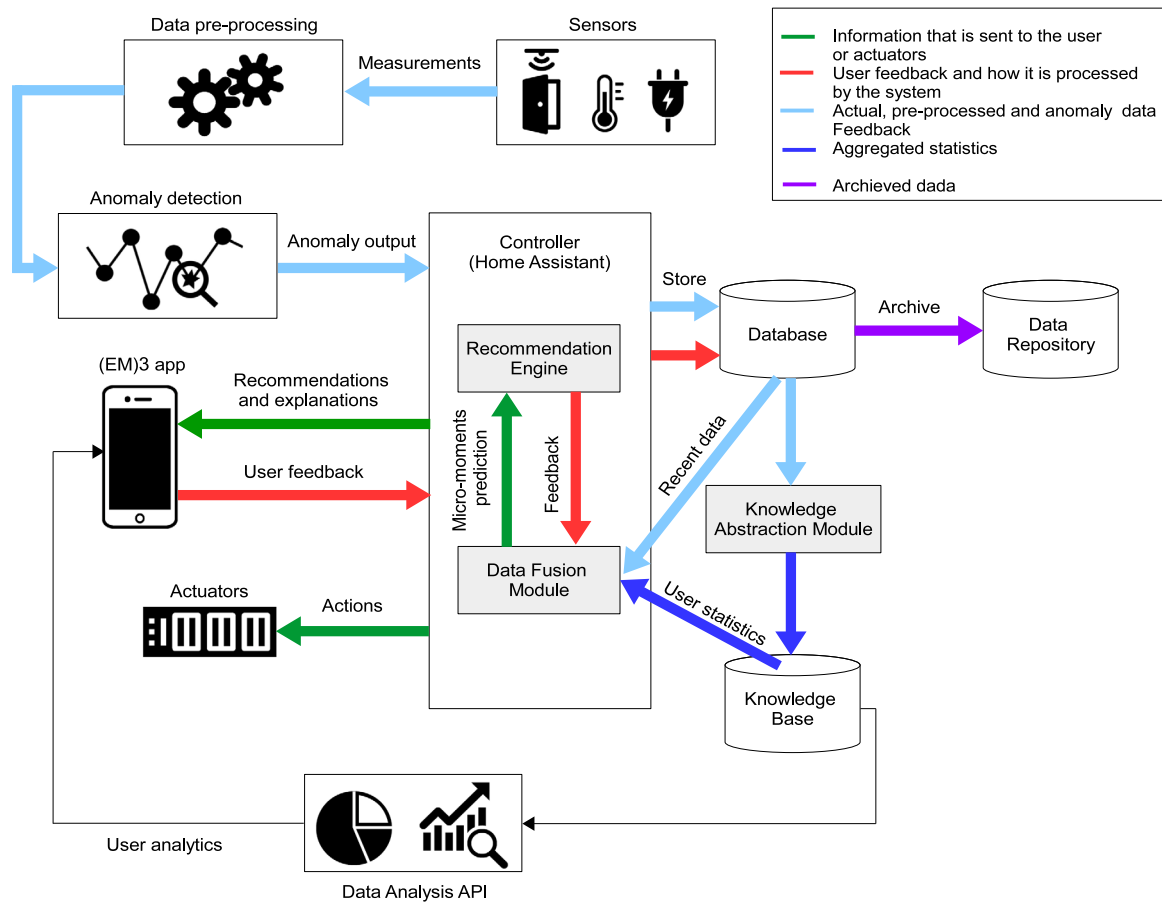 Data pre-processing
Sensors
Measurements
Information that is sent to the user
or actuators
User feedback and how it is processed
by the system
Actual, pre-processed and anomaly data
Feedback
Aggregated statistics
Archieved dada
Anomaly detection
Anomaly output
Controller
(Home Assistant)
Store
Database
Archive
Data
Repository
Recommendation
Engine
(EM)3 app
Recommendations
and explanations
User feedback
Micro-moments
prediction
Feedback
Recent data
Knowledge
Abstraction Module
Data Fusion
Module
Actuators
Actions
User statistics
Knowledge
Base
User analytics
Data Analysis API